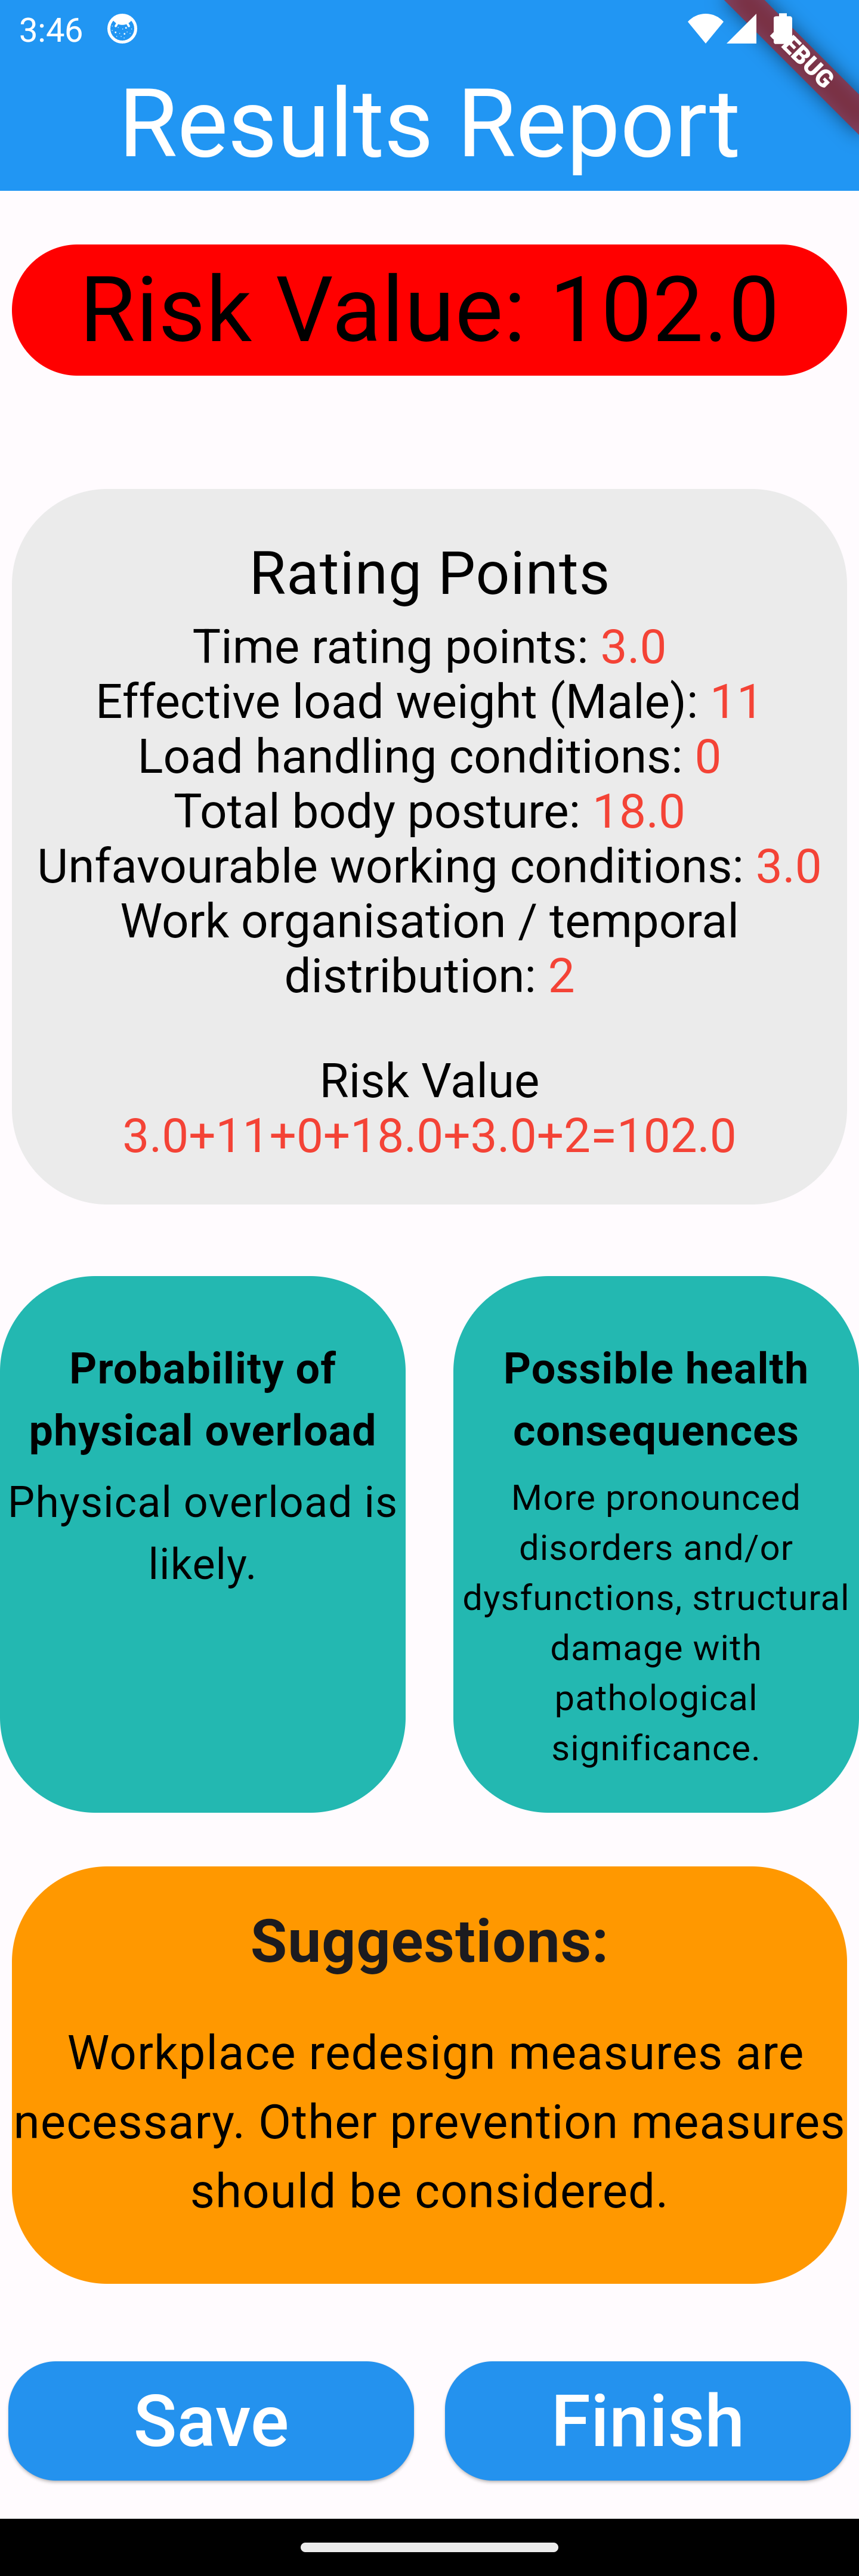 3:46
DEBUG
Results Report
Risk Value: 102.0
Rating Points
Time rating points: 3.0
Effective load weight (Male): 11
Load handling conditions: 0
Total body posture: 18.0
Unfavourable working conditions: 3.0
Work organisation / temporal
distribution: 2
Risk Value
3.0+11+0+18.0+3.0+2=102.0
Probability of
physical overload
Physical overload is
likely.
Possible health
consequences
More pronounced
disorders and/or
dysfunctions, structural
damage with
pathological
significance.
Suggestions:
Workplace redesign measures are
necessary. Other prevention measures
should be considered.
Save
Finish